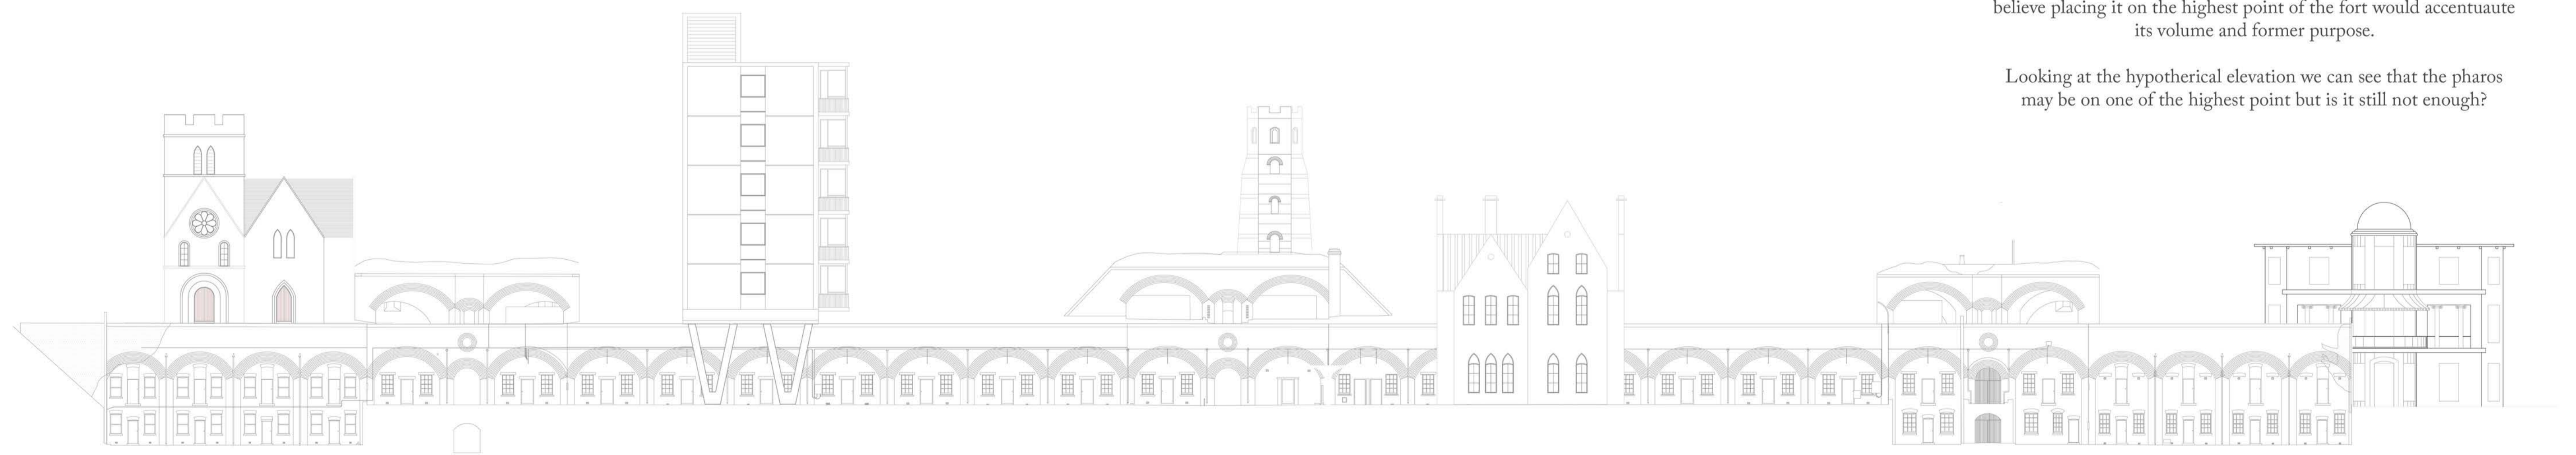 believe placing it on the highest point of the fort would accentuaute
its volume and former purpose.
Looking at the hypotherical elevation we can see that the pharos
may be on one of the highest point but is it still not enough?